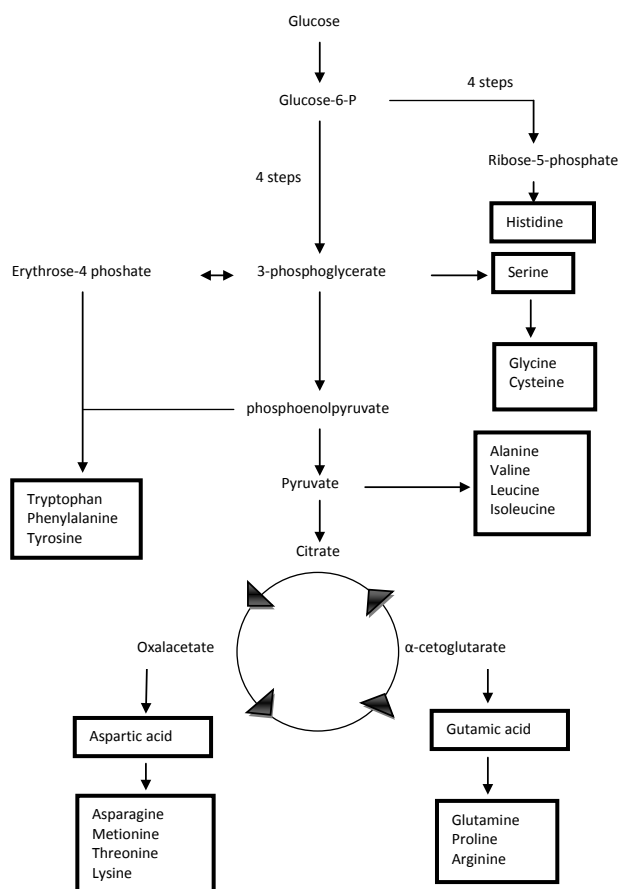 Glucose
Glucose-6-P
4 steps
Ribose-5-phosphate
4 steps
Histidine
Erythrose-4 phoshate
3-phosphoglycerate
Serine
Glycine
Cysteine
phosphoenolpyruvate
Alanine
Valine
Leucine
Isoleucine
Pyruvate
Tryptophan
Phenylalanine
Tyrosine
Citrate
Oxalacetate
α-cetoglutarate
Aspartic acid
Gutamic acid
Asparagine
Metionine
Threonine
Lysine
Glutamine
Proline
Arginine